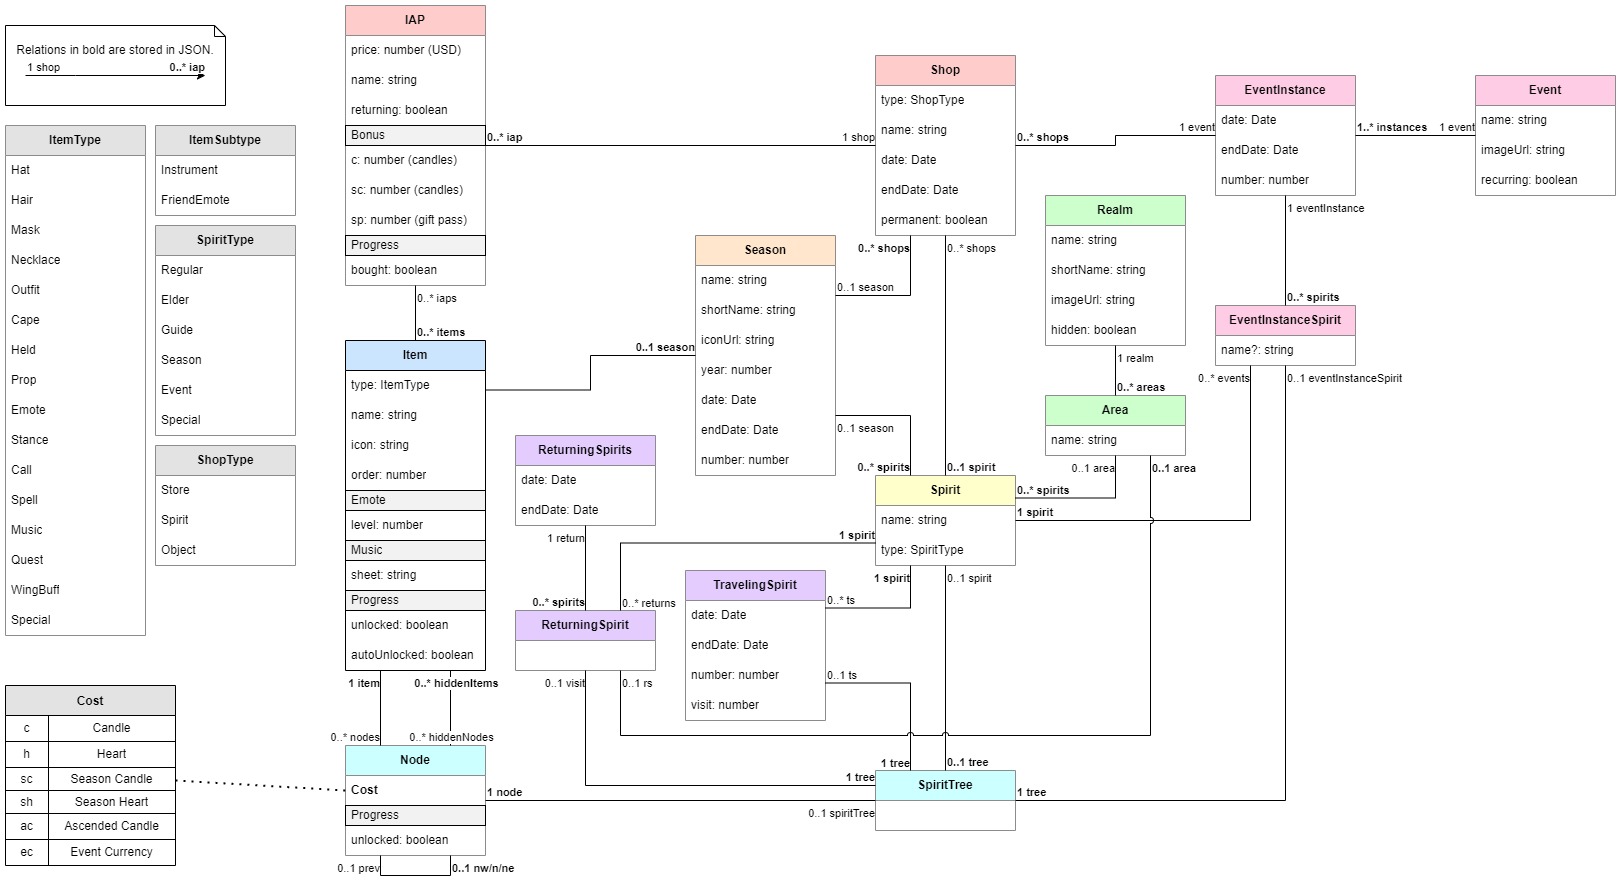 Relations in bold are stored in JSON.
1 shop
0..* iap
ItemType
Hat
Hair
Mask
Necklace
Outfit
Cape
Held
Prop
Emote
Stance
Call
Spell
Music
Quest
WingBuff
Special
ItemSubtype
Instrument
FriendEmote
SpiritType
Regular
Elder
Guide
Season
Event
Special
ShopType
Store
Spirit
Object
Cost
c Candle
h Heart
sc Season Candle
sh Season Heart
ac Ascended Candle
ec Event Currency
IAP
price: number (USD)
name: string
returning: boolean
Bonus
c: number (candles)
sc: number (candles)
sp: number (gift pass)
Progress
bought: boolean
0..* iap
1 shop
0..* iaps
0..* items
Item
type: ItemType
name: string
icon: string
order: number
Emote
level: number
Music
sheet: string
Progress
unlocked: boolean
autoUnlocked: boolean
1 item
0..* hiddenItems
0..* nodes
0..* hiddenNodes
Node
Cost
Progress
unlocked: boolean
0..1 prev
0..1 nw/n/ne
1 node
0..1 spiritTree
Shop
type: ShopType
name: string
date: Date
endDate: Date
permanent: boolean
0..* shops
1 event
0..* shops
0..* shops
Season
name: string
shortName: string
iconUrl: string
year: number
date: Date
endDate: Date
number: number
0..1 season
0..1 season
0..1 season
0..* spirits
0..1 spirit
EventInstance
date: Date
endDate: Date
number: number
1..* instances
1 event
Event
name: string
imageUrl: string
recurring: boolean
1 eventInstance
0..* spirits
EventInstanceSpirit
name?: string
0..* events
0..1 eventInstanceSpirit
Realm
name: string
shortName: string
imageUrl: string
hidden: boolean
1 realm
0..* areas
Area
name: string
0..1 area
0..1 area
Spirit
name: string
type: SpiritType
0..* spirits
1 spirit
1 spirit
1 spirit
0..1 spirit
ReturningSpirits
date: Date
endDate: Date
1 return
0..* spirits
0..* returns
ReturningSpirit
0..1 visit
0..1 rs
TravelingSpirit
date: Date
endDate: Date
number: number
visit: number
0..* ts
0..1 ts
1 tree
0..1 tree
1 tree
SpiritTree
1 tree